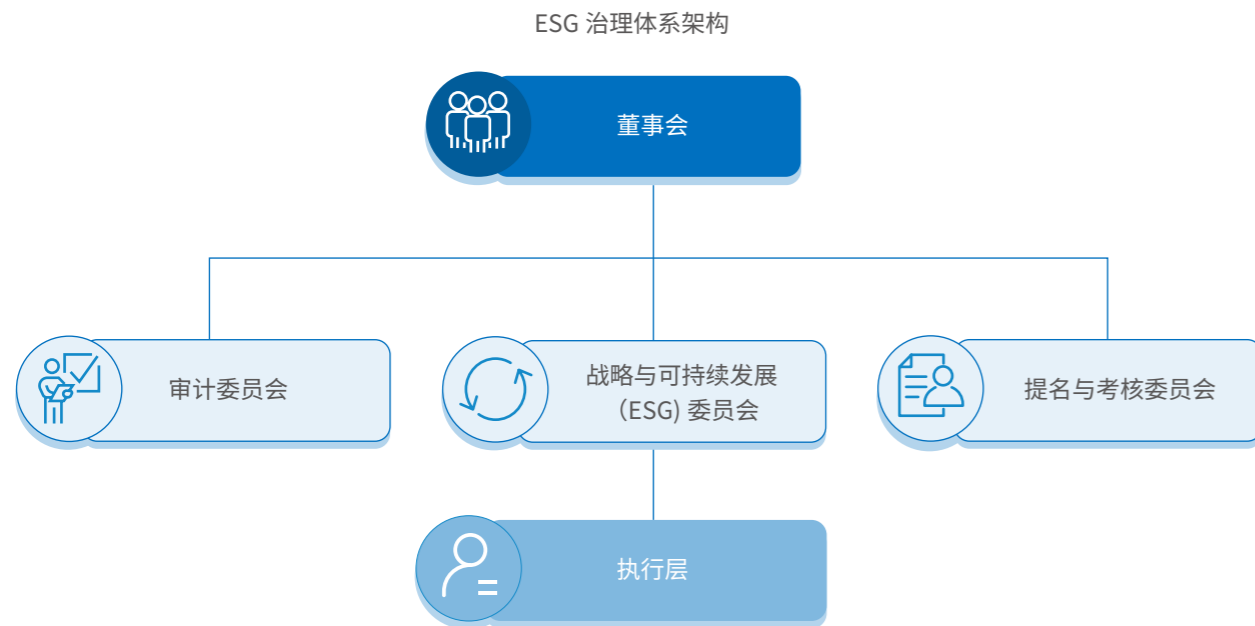 ESG 治理体系架构
董事会
审计委员会
战略与可持续发展
（ESG) 委员会
提名与考核委员会
执行层